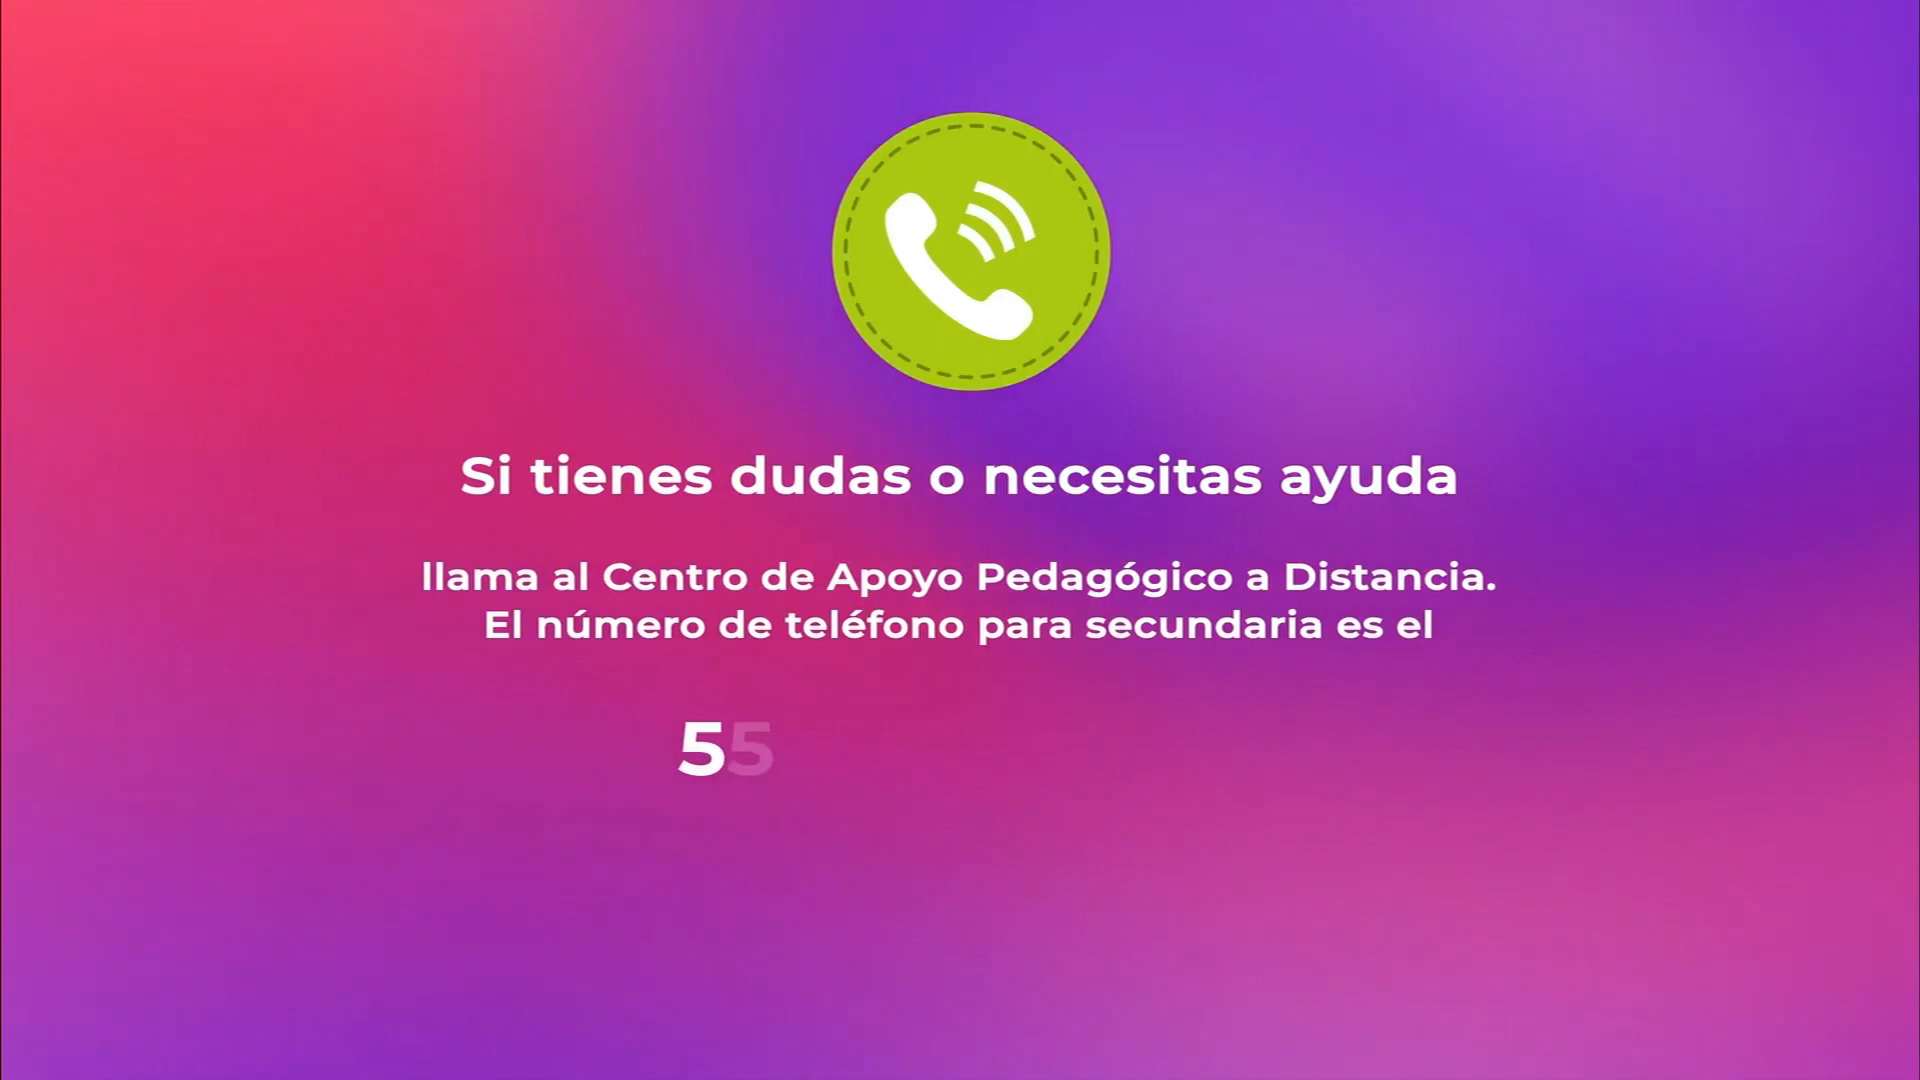 Si tienes dudas o necesitas ayuda
llama al Centro de Apoyo Pedagógico a Distancia.
El número de teléfono para secundaria es el
55